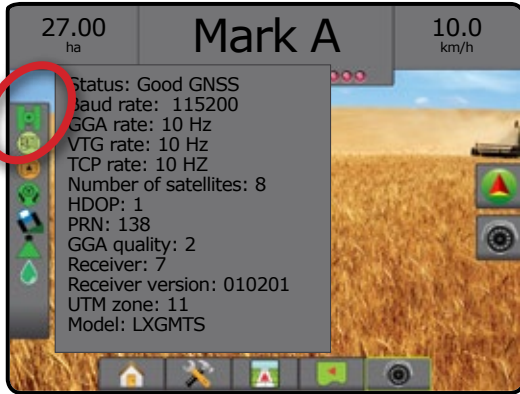 27.00
ha
Mark A
10.0
km/h
Status: Good GNSS
Baud rate: 115200
GGA rate: 10 Hz
VTG rate: 10 Hz
TCP rate: 10 HZ
Number of satellites: 8
HDOP: 1
PRN: 138
GGA quality: 2
Receiver: 7
Receiver version: 010201
UTM zone: 11
Model: LXGMTS